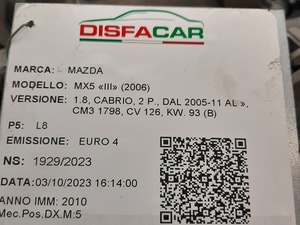 DISFACAR
MARCA: MAZDA
MODELLO: MX5 «III» (2006)
VERSIONE: 1.8, CABRIO, 2 P., DAL 2005-11 AL »,
CM3 1798, CV 126, KW. 93 (B)
P5: L8
EMISSIONE: EURO 4
NS: 1929/2023
DATA: 03/10/2023 16:14:00
ANNO IMM: 2010
Mec.Pos.DX.M:5